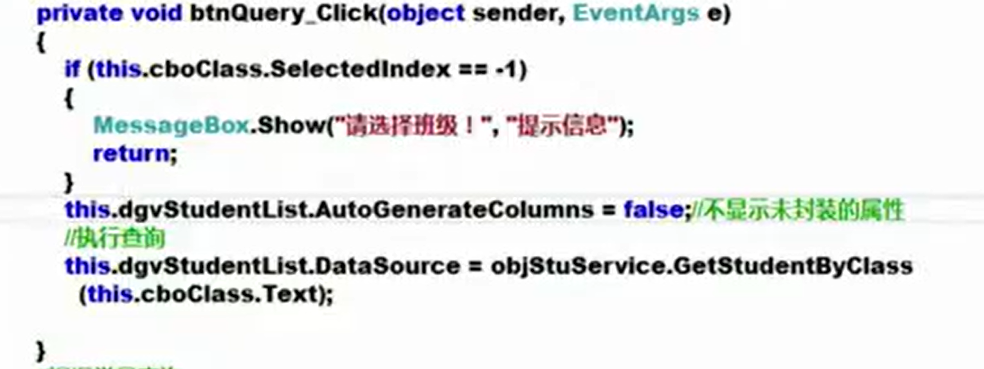 private void btnQuery_Click(object sender, EventArgs e)
{
if (this.cboClass.SelectedIndex == -1)
{
MessageBox.Show("请选择班级！", "提示信息");
return;
}
this.dgvStudentList.AutoGenerateColumns = false;//不显示未封装的属性
//执行查询
this.dgvStudentList.DataSource = objStuService.GetStudentByClass
(this.cboClass.Text);
}